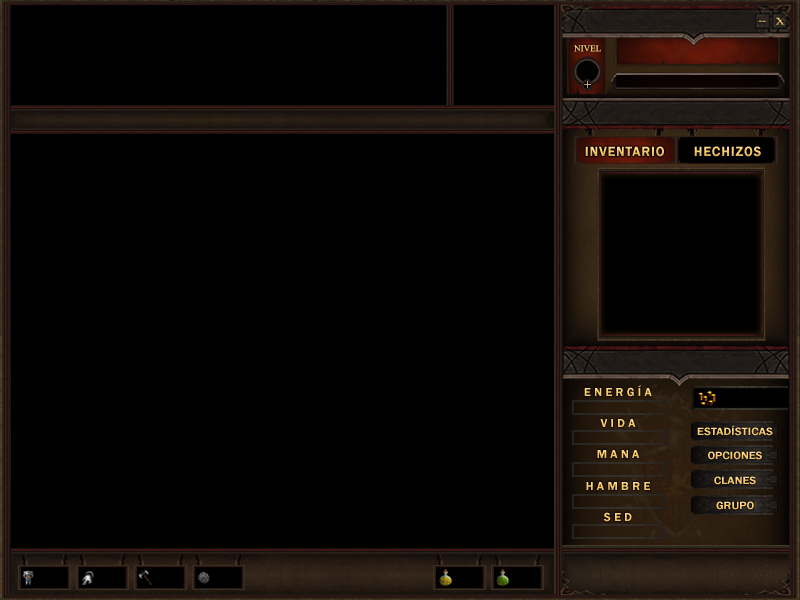 X
NIVEL
+
INVENTARIO HECHIZOS
ENERGÍA
VIDA
ESTADÍSTICAS
MANA
OPCIONES
CLANES
HAMBRE
GRUPO
SED